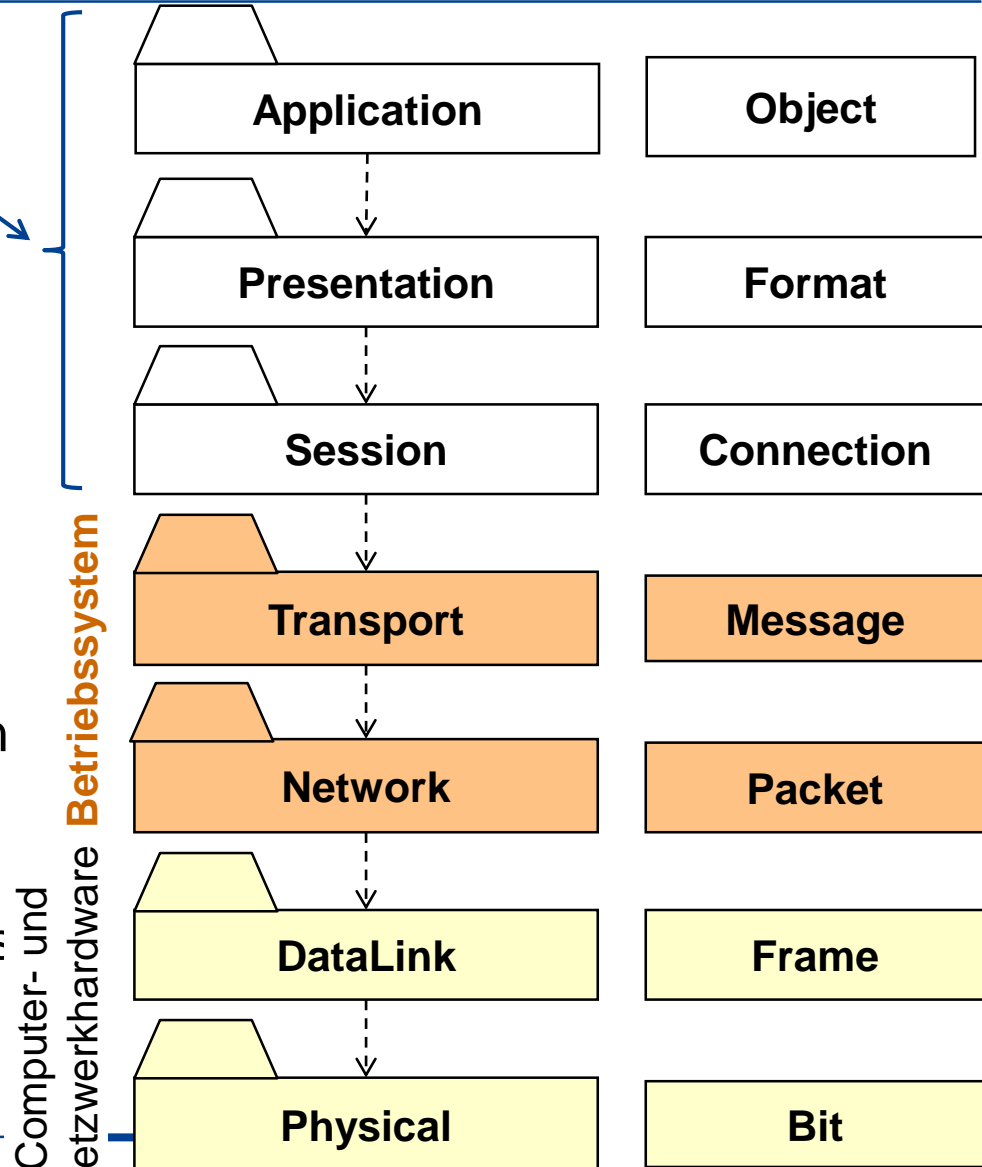 Application
Object
Presentation
Format
Session
Connection
Betriebssystem
Transport
Message
Network
Packet
Computer- und
etzwerkhardware
DataLink
Frame
Physical
Bit